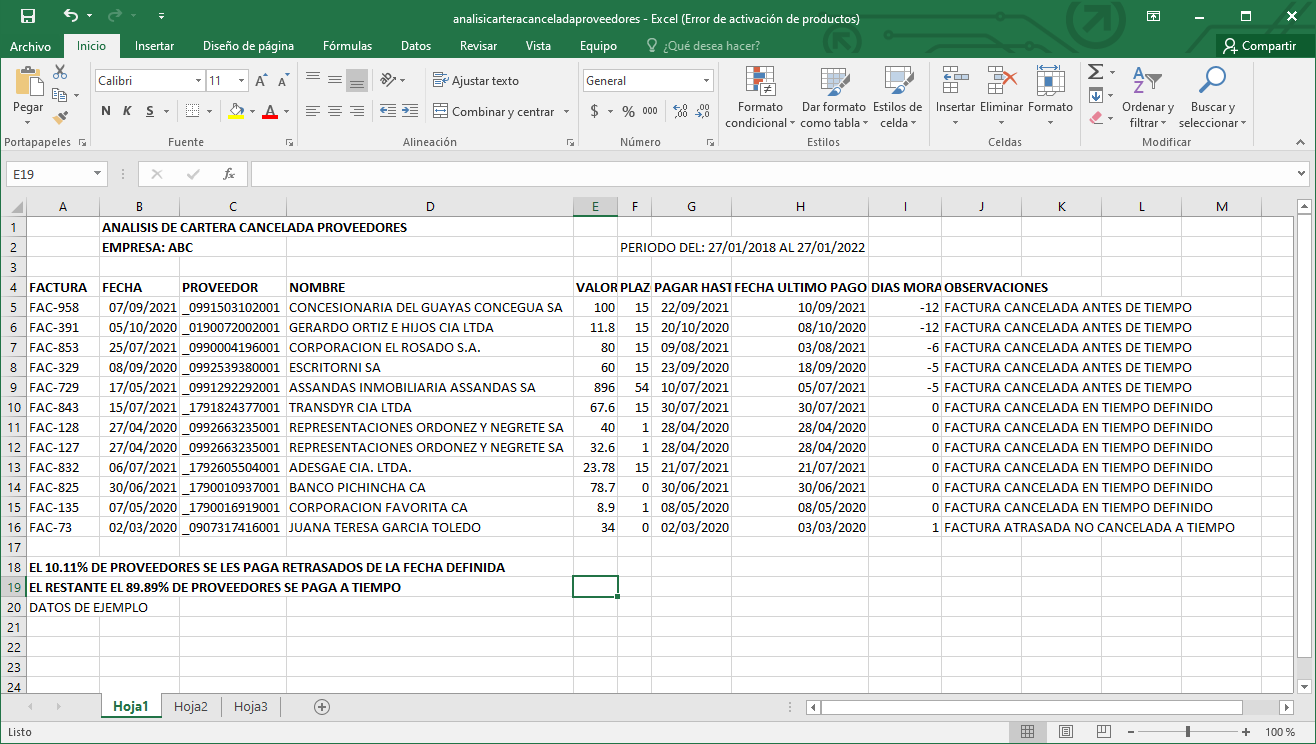 analisicarteracanceladaproveedores - Excel (Error de activación de productos)
Archivo Inicio Insertar Diseño de página Fórmulas Datos Revisar Vista Equipo ¿Qué desea hacer? Compartir
Pegar
Calibri 11
N K S
Ajustar texto
Combinar y centrar
General
$ % 000
Formato condicional
Dar formato como tabla
Estilos de celda
Insertar Eliminar Formato
Ordenar y filtrar
Buscar y seleccionar
Portapapeles Fuente Alineación Número Estilos Celdas Modificar
E19 fx
A B C D E F G H I J K L M
1 ANALISIS DE CARTERA CANCELADA PROVEEDORES
2 EMPRESA: ABC PERIODO DEL: 27/01/2018 AL 27/01/2022
3
4 FACTURA FECHA PROVEEDOR NOMBRE VALOR PLAZ PAGAR HAST FECHA ULTIMO PAGO DIAS MORA OBSERVACIONES
5 FAC-958 07/09/2021 _0991503102001 CONCESIONARIA DEL GUAYAS CONCEGUA SA 100 15 22/09/2021 10/09/2021 -12 FACTURA CANCELADA ANTES DE TIEMPO
6 FAC-391 05/10/2020 _0190072002001 GERARDO ORTIZ E HIJOS CIA LTDA 11.8 15 20/10/2020 08/10/2020 -12 FACTURA CANCELADA ANTES DE TIEMPO
7 FAC-853 25/07/2021 _0990004196001 CORPORACION EL ROSADO S.A. 80 15 09/08/2021 03/08/2021 -6 FACTURA CANCELADA ANTES DE TIEMPO
8 FAC-329 08/09/2020 _0992539380001 ESCRITORNI SA 60 15 23/09/2020 18/09/2020 -5 FACTURA CANCELADA ANTES DE TIEMPO
9 FAC-729 17/05/2021 _0991292292001 ASSANDAS INMOBILIARIA ASSANDAS SA 896 54 10/07/2021 05/07/2021 -5 FACTURA CANCELADA ANTES DE TIEMPO
10 FAC-843 15/07/2021 _1791824377001 TRANSDYR CIA LTDA 67.6 15 30/07/2021 30/07/2021 0 FACTURA CANCELADA EN TIEMPO DEFINIDO
11 FAC-128 27/04/2020 _0992663235001 REPRESENTACIONES ORDONEZ Y NEGRETE SA 40 1 28/04/2020 28/04/2020 0 FACTURA CANCELADA EN TIEMPO DEFINIDO
12 FAC-127 27/04/2020 _0992663235001 REPRESENTACIONES ORDONEZ Y NEGRETE SA 32.6 1 28/04/2020 28/04/2020 0 FACTURA CANCELADA EN TIEMPO DEFINIDO
13 FAC-832 06/07/2021 _1792605504001 ADESGAE CIA. LTDA. 23.78 15 21/07/2021 21/07/2021 0 FACTURA CANCELADA EN TIEMPO DEFINIDO
14 FAC-825 30/06/2021 _1790010937001 BANCO PICHINCHA CA 78.7 0 30/06/2021 30/06/2021 0 FACTURA CANCELADA EN TIEMPO DEFINIDO
15 FAC-135 07/05/2020 _1790016919001 CORPORACION FAVORITA CA 8.9 1 08/05/2020 08/05/2020 0 FACTURA CANCELADA EN TIEMPO DEFINIDO
16 FAC-73 02/03/2020 _0907317416001 JUANA TERESA GARCIA TOLEDO 34 0 02/03/2020 03/03/2020 1 FACTURA ATRASADA NO CANCELADA A TIEMPO
17
18 EL 10.11% DE PROVEEDORES SE LES PAGA RETRASADOS DE LA FECHA DEFINIDA
19 EL RESTANTE EL 89.89% DE PROVEEDORES SE PAGA A TIEMPO
20 DATOS DE EJEMPLO
21
22
23
24
Hoja1 Hoja2 Hoja3
Listo 100 %